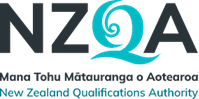 NZQA
Mana Tohu Mātauranga o Aotearoa
New Zealand Qualifications Authority